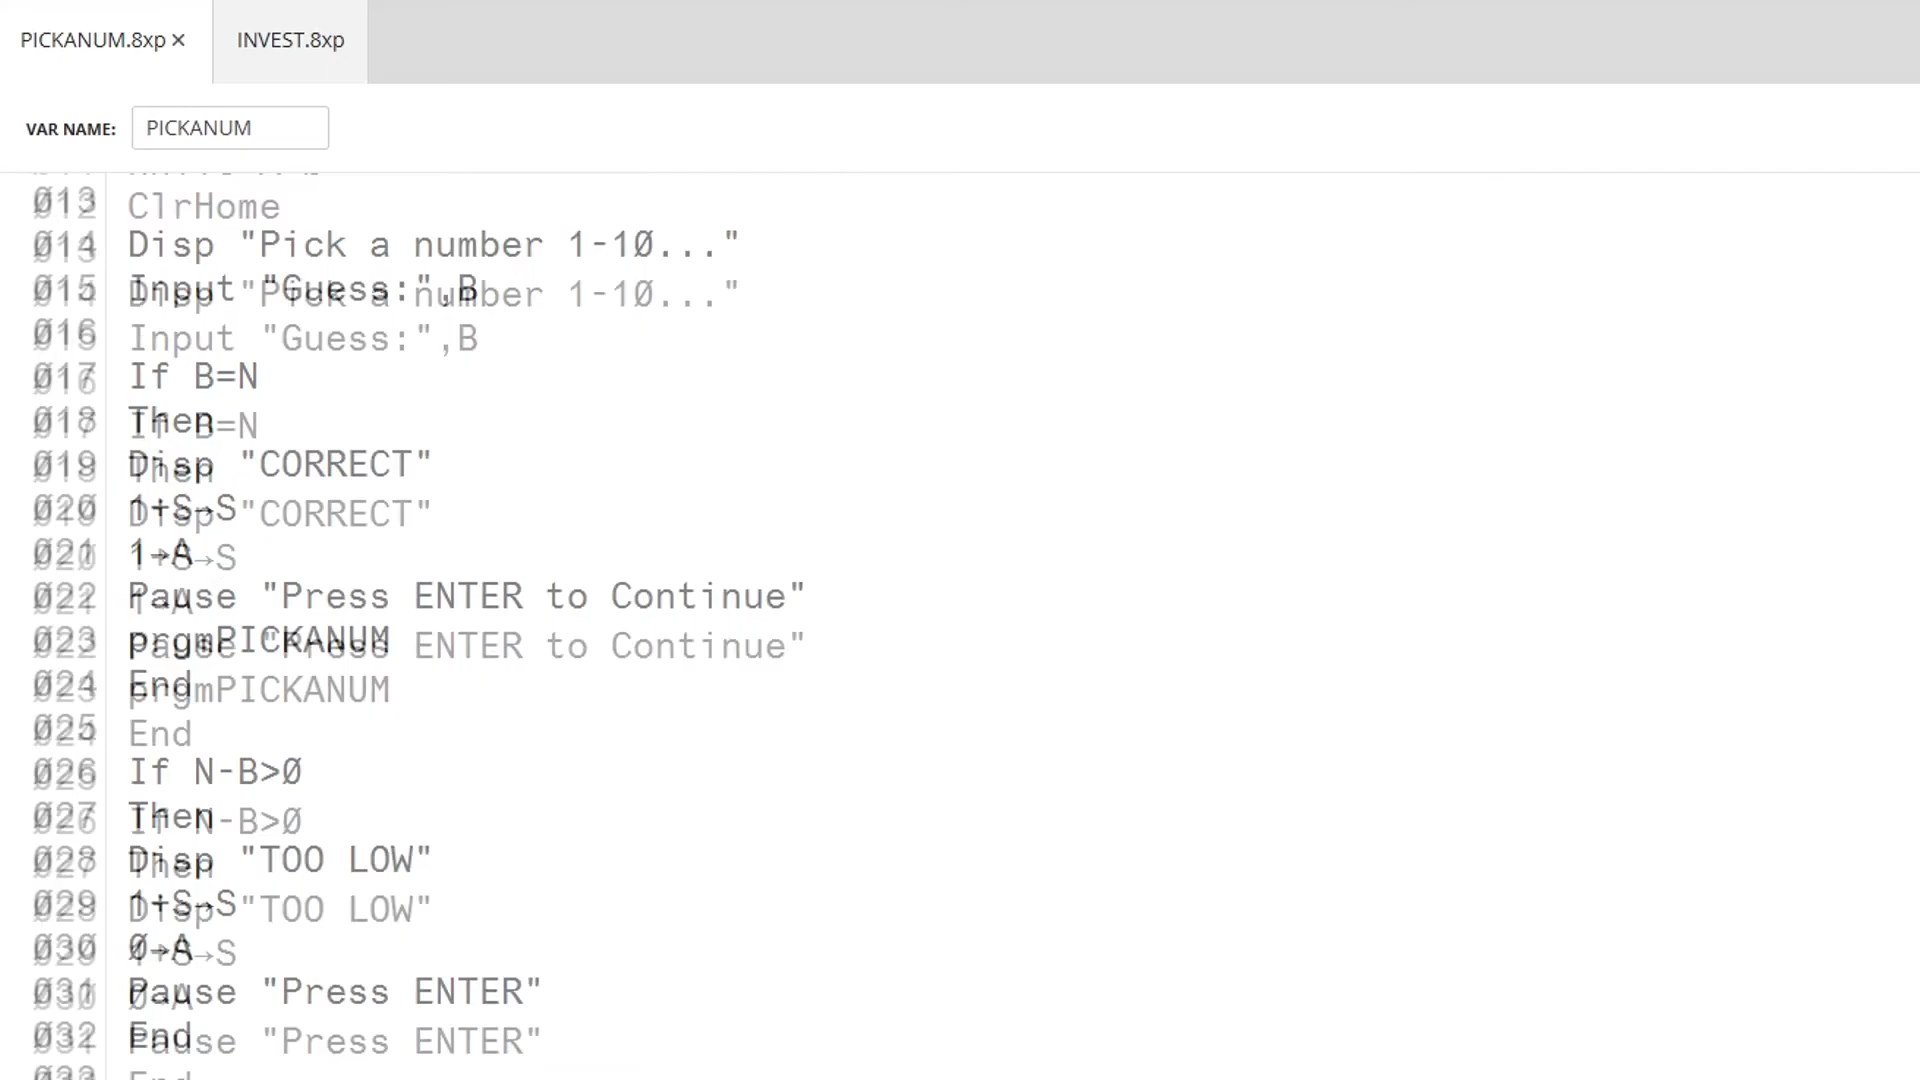 PICKANUM.8xp ✕ INVEST.8xp
VAR NAME: PICKANUM
012 ClrHome
013
014 Disp "Pick a number 1-10..."
015 Input "Guess:",B
016
017 If B=N
018 Then
019 Disp "CORRECT"
020 1+S→S
021 1→A
022 Pause "Press ENTER to Continue"
023 prgmPICKANUM
024 End
025
026 If N-B>0
027 Then
028 Disp "TOO LOW"
029 1+S→S
030 0→A
031 Pause "Press ENTER"
032 End